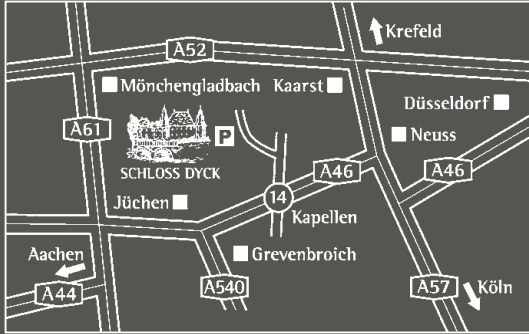 Krefeld
A52
Mönchengladbach Kaarst
Düsseldorf
A61
P
Neuss
SCHLOSS DYCK
A46
A46
Jüchen
14
Kapellen
Aachen
Grevenbroich
A44
A540
A57
Köln